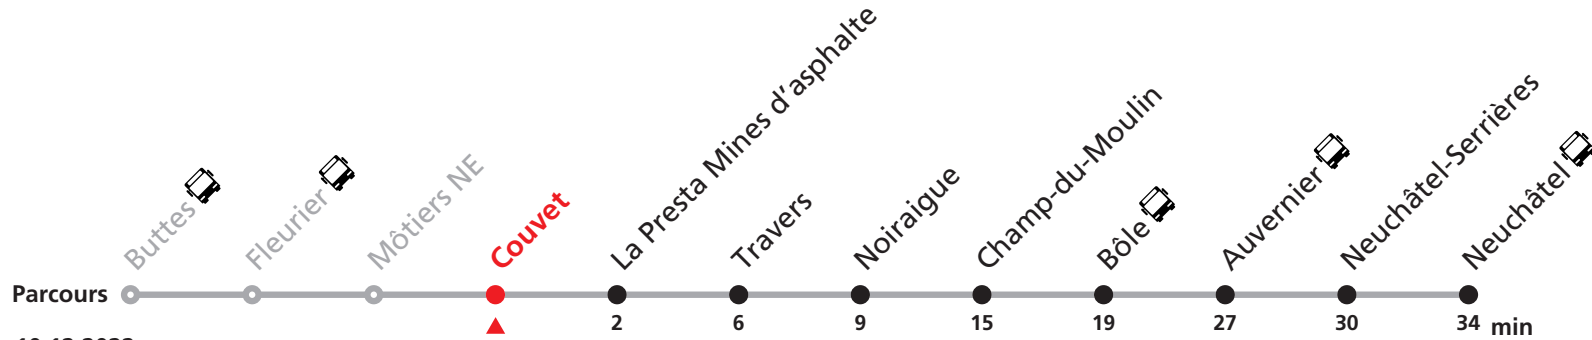 Buttes
Fleurier
Môtiers NE
Couvet
La Presta Mines d'asphalte
Travers
Noiraigue
Champ-du-Moulin
Bôle
Auvernier
Neuchâtel-Serrières
Neuchâtel
Parcours
2 6 9 15 19 27 30 34 min